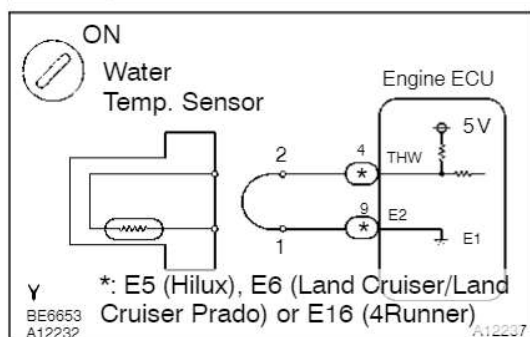 ON
Water
Temp. Sensor
Engine ECU
5 V
2
4
*
THW
9
*
E2
1
E1
*: E5 (Hilux), E6 (Land Cruiser/Land
Cruiser Prado) or E16 (4Runner)
Y
BE6653
A12232
A12237